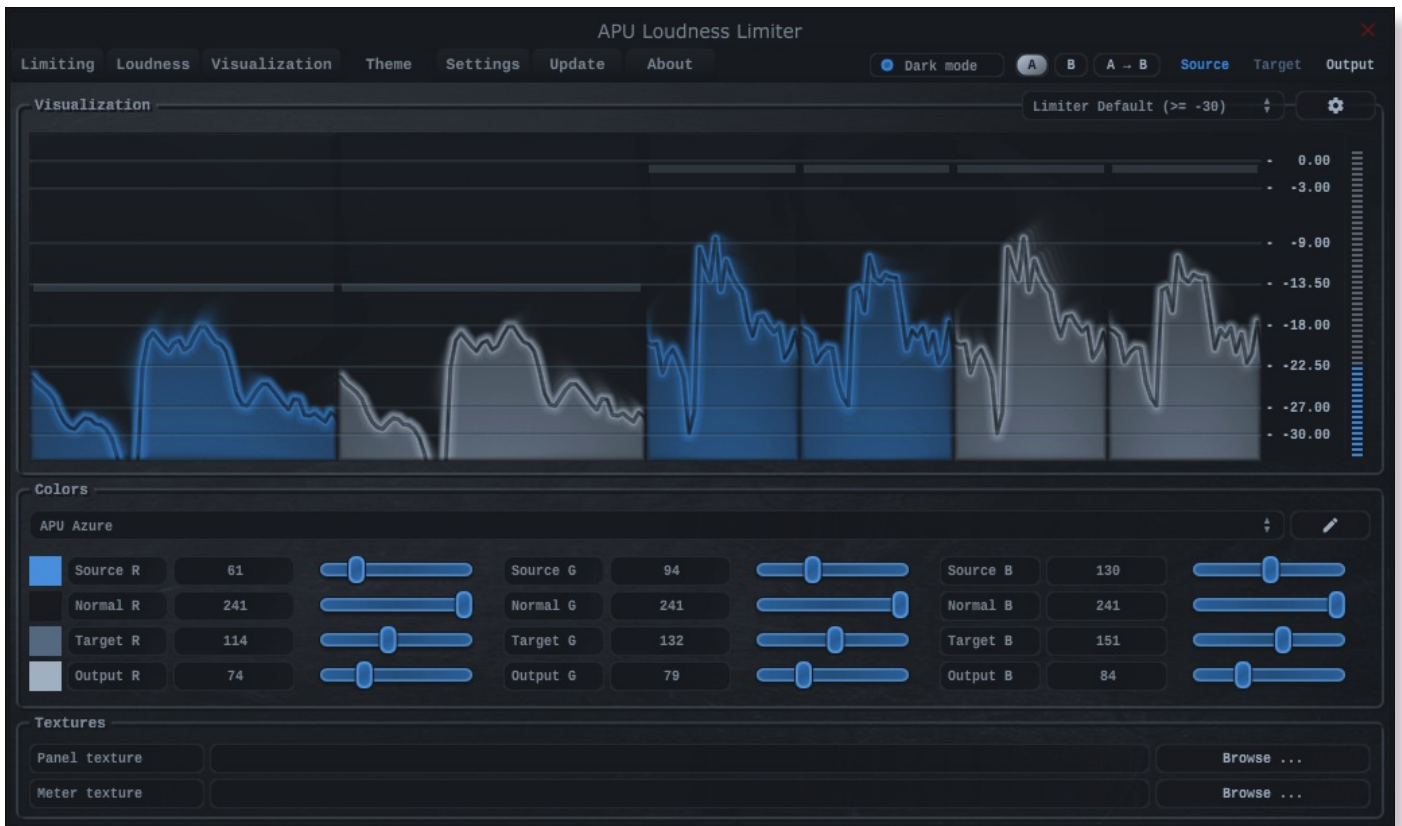 APU Loudness Limiter
Limiting Loudness Visualization Theme Settings Update About Dark mode A B A → B Source Target Output
Visualization Limiter Default (>= -30)
- 0.00
- -3.00
- -9.00
- -13.50
- -18.00
- -22.50
- -27.00
- -30.00
Colors
APU Azure
Source R 61 Source G 94 Source B 130
Normal R 241 Normal G 241 Normal B 241
Target R 114 Target G 132 Target B 151
Output R 74 Output G 79 Output B 84
Textures
Panel texture Browse ...
Meter texture Browse ...